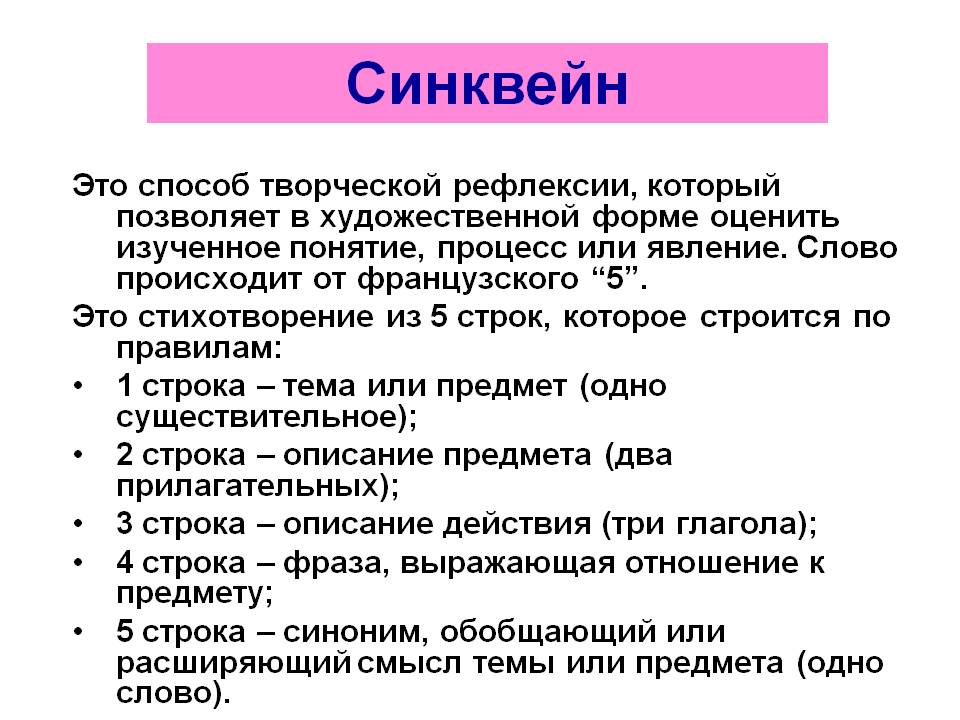 Синквейн
Это способ творческой рефлексии, который
позволяет в художественной форме оценить
изученное понятие, процесс или явление. Слово
происходит от французского “5”.
Это стихотворение из 5 строк, которое строится по
правилам:
• 1 строка – тема или предмет (одно
существительное);
• 2 строка – описание предмета (два
прилагательных);
• 3 строка – описание действия (три глагола);
• 4 строка – фраза, выражающая отношение к
предмету;
• 5 строка – синоним, обобщающий или
расширяющий смысл темы или предмета (одно
слово).